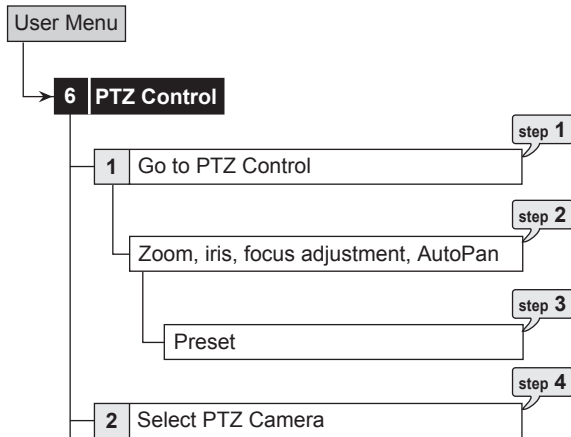 User Menu
6 PTZ Control
step 1
1 Go to PTZ Control
step 2
Zoom, iris, focus adjustment, AutoPan
step 3
Preset
step 4
2 Select PTZ Camera